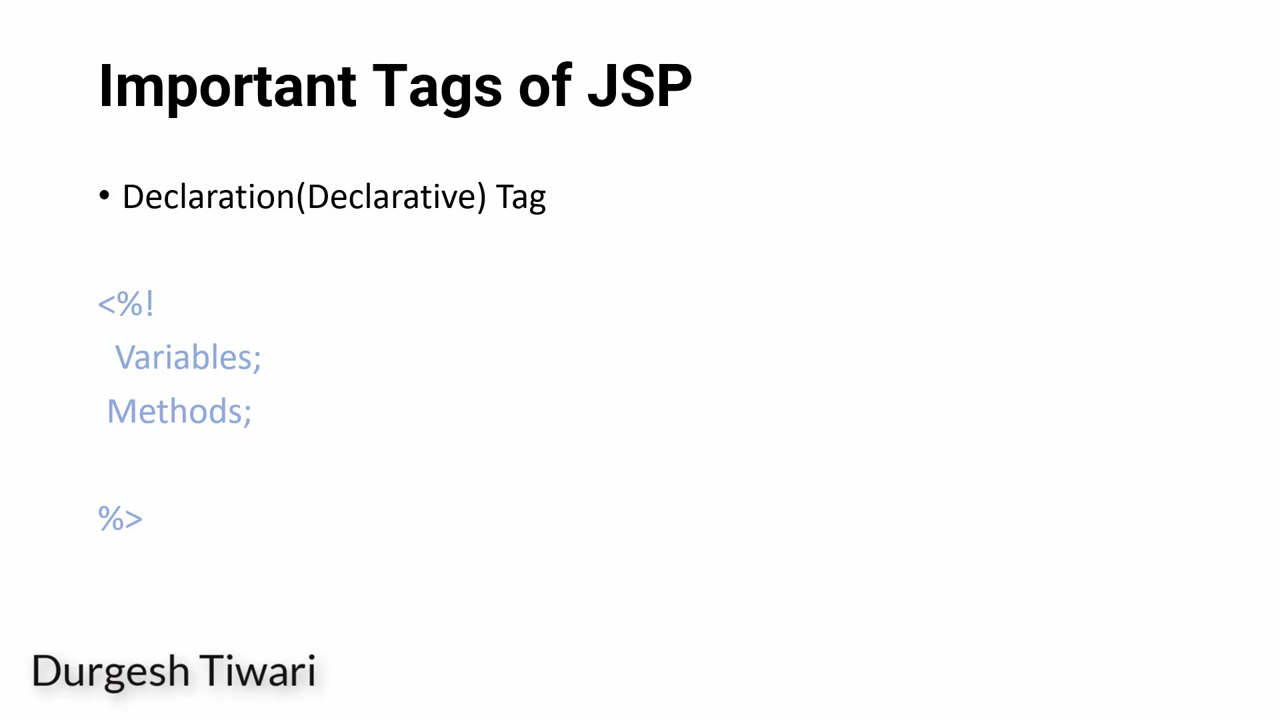 Important Tags of JSP
• Declaration(Declarative) Tag
<%!
Variables;
Methods;
%>
Durgesh Tiwari